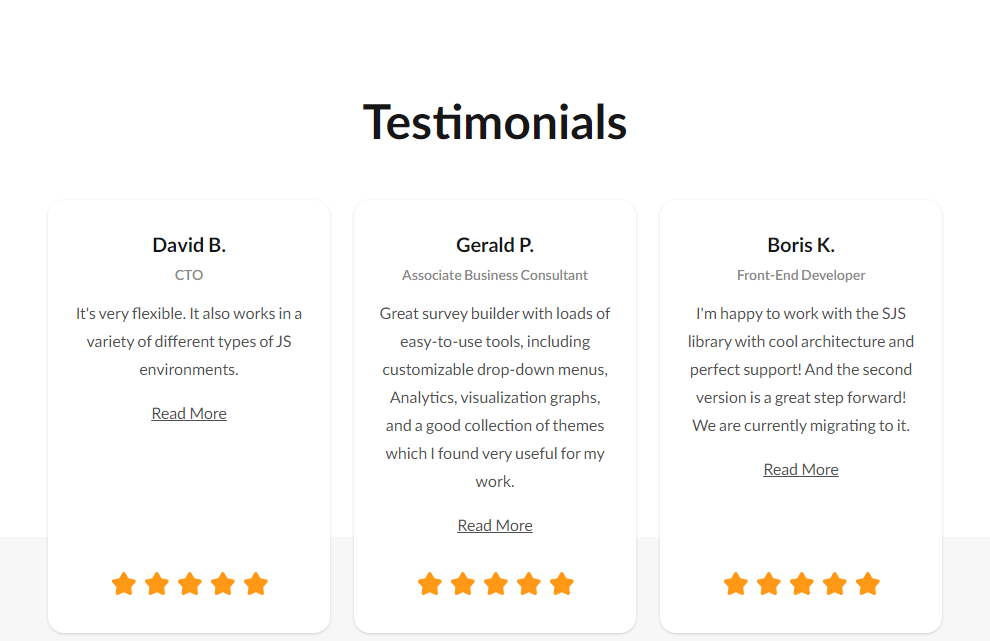 Testimonials
David B.
CTO
It's very flexible. It also works in a
variety of different types of JS
environments.
Read More
Gerald P.
Associate Business Consultant
Great survey builder with loads of
easy-to-use tools, including
customizable drop-down menus,
Analytics, visualization graphs,
and a good collection of themes
which I found very useful for my
work.
Read More
Boris K.
Front-End Developer
I'm happy to work with the SJS
library with cool architecture and
perfect support! And the second
version is a great step forward!
We are currently migrating to it.
Read More